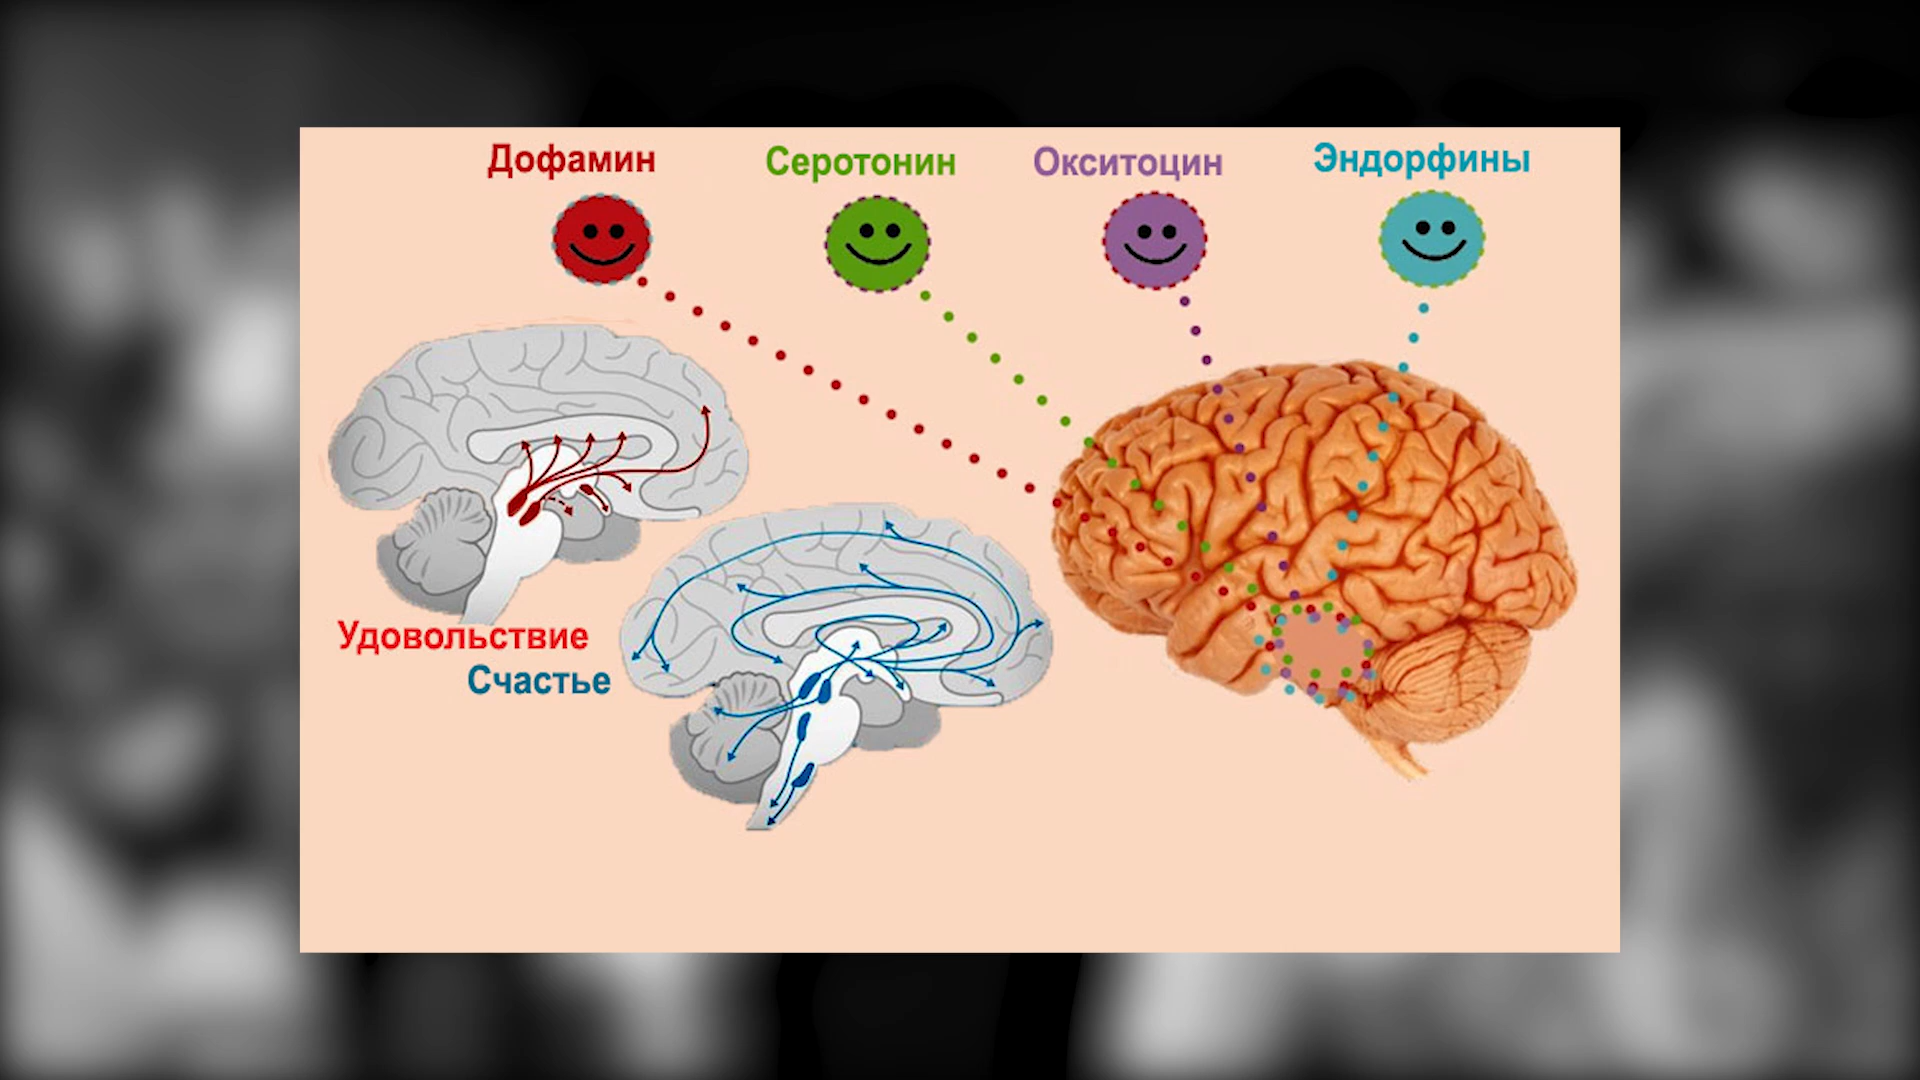 Дофамин
Серотонин
Окситоцин
Эндорфины
Удовольствие
Счастье